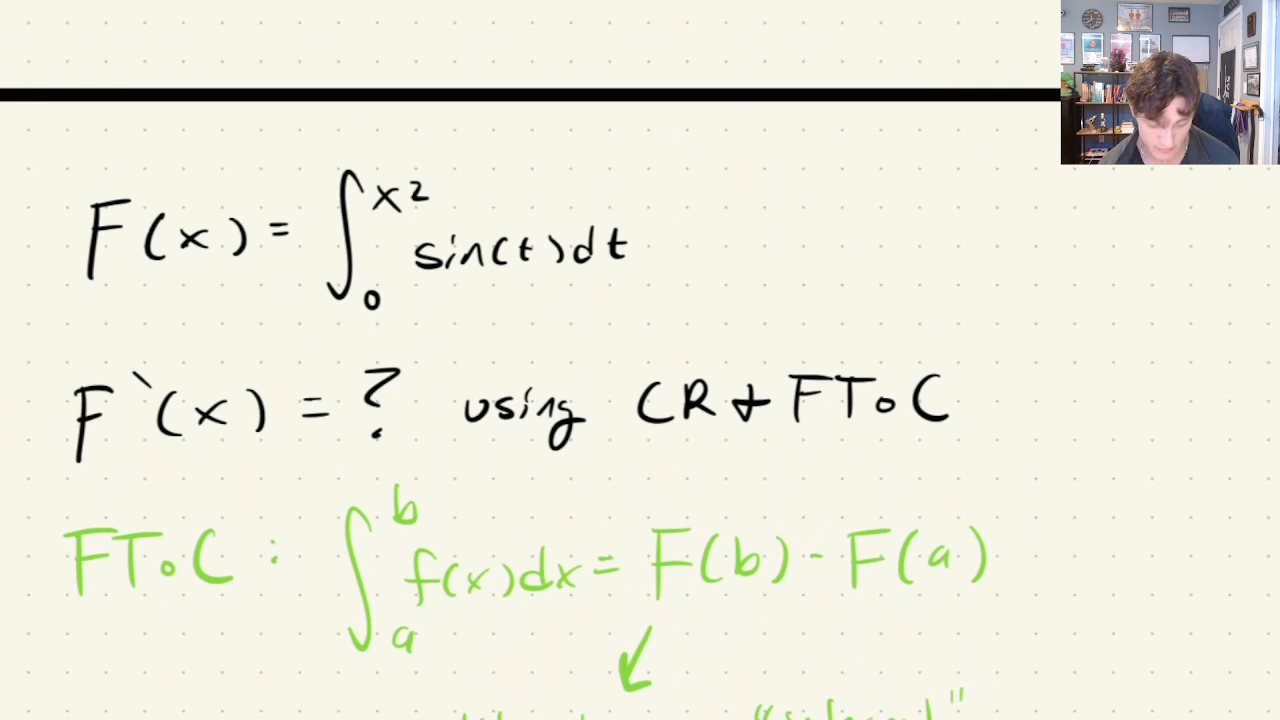 F(x) = ∫₀^{x²} sin(t)dt
F`(x) = ? using CR + FToC
FToC : ∫ₐᵇ f(x)dx = F(b) - F(a)